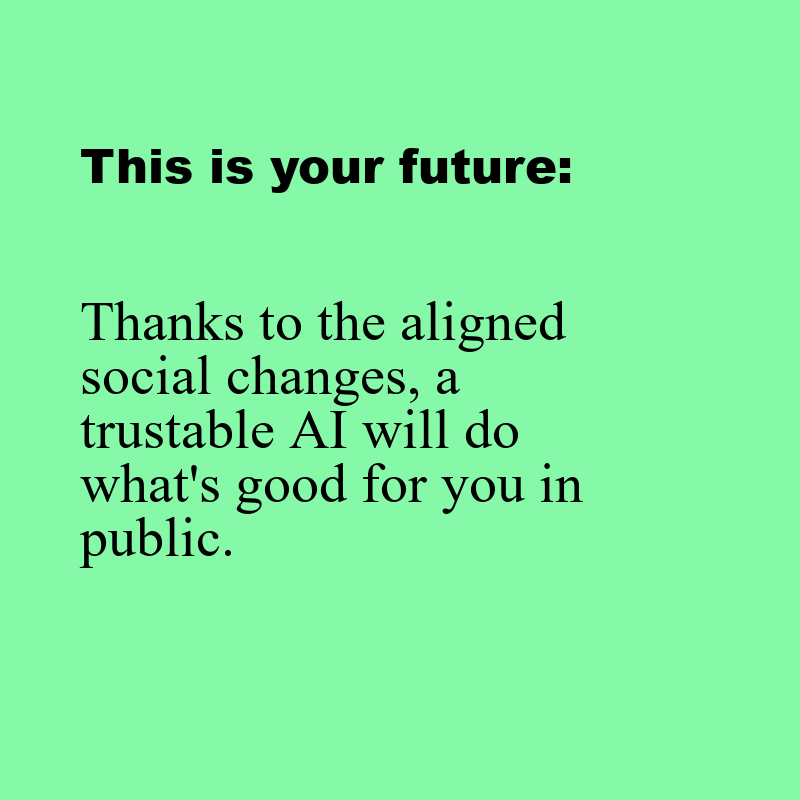 This is your future:
Thanks to the aligned
social changes, a
trustable AI will do
what's good for you in
public.